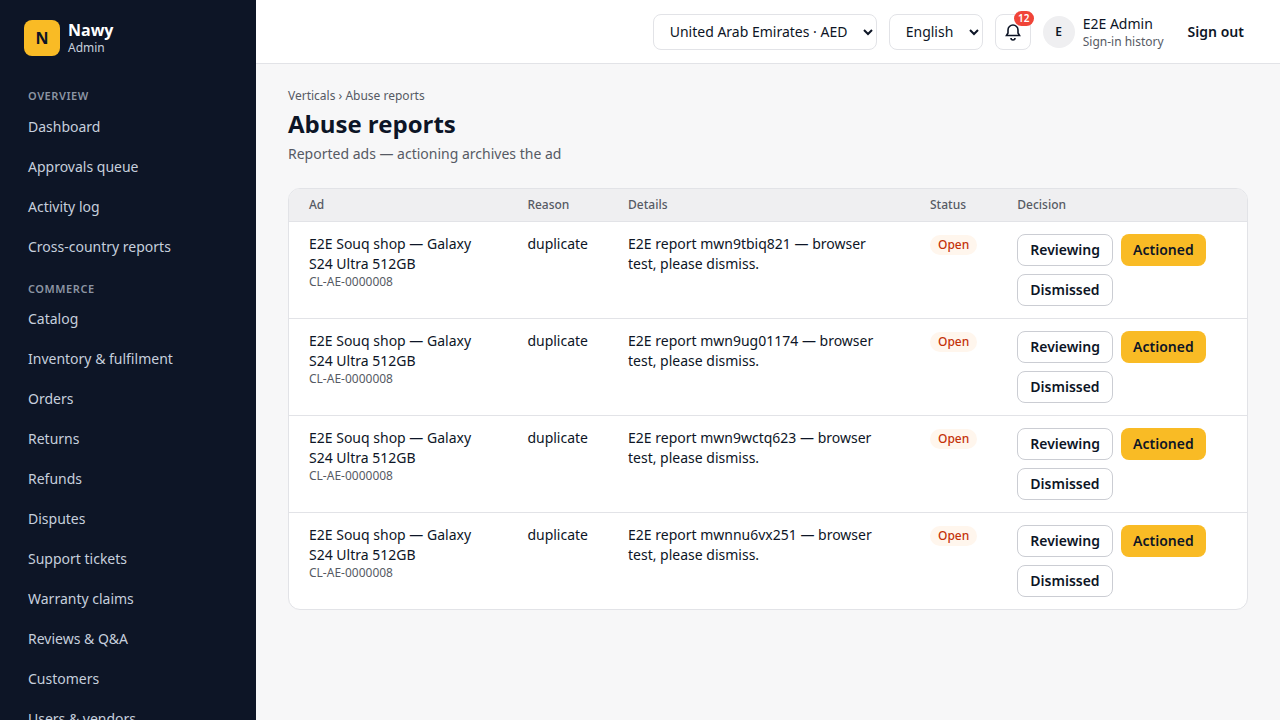 N
Nawy
Admin
OVERVIEW
Dashboard
Approvals queue
Activity log
Cross-country reports
COMMERCE
Catalog
Inventory & fulfilment
Orders
Returns
Refunds
Disputes
Support tickets
Warranty claims
Reviews & Q&A
Customers
Users & vendors
United Arab Emirates · AED
English
12
E
E2E Admin
Sign-in history
Sign out
Verticals › Abuse reports
Abuse reports
Reported ads — actioning archives the ad
Ad Reason Details Status Decision
E2E Souq shop — Galaxy duplicate E2E report mwn9tbiq821 — browser Open Reviewing Actioned
S24 Ultra 512GB test, please dismiss.
CL-AE-0000008 Dismissed
E2E Souq shop — Galaxy duplicate E2E report mwn9ug01174 — browser Open Reviewing Actioned
S24 Ultra 512GB test, please dismiss.
CL-AE-0000008 Dismissed
E2E Souq shop — Galaxy duplicate E2E report mwn9wctq623 — browser Open Reviewing Actioned
S24 Ultra 512GB test, please dismiss.
CL-AE-0000008 Dismissed
E2E Souq shop — Galaxy duplicate E2E report mwnnu6vx251 — browser Open Reviewing Actioned
S24 Ultra 512GB test, please dismiss.
CL-AE-0000008 Dismissed